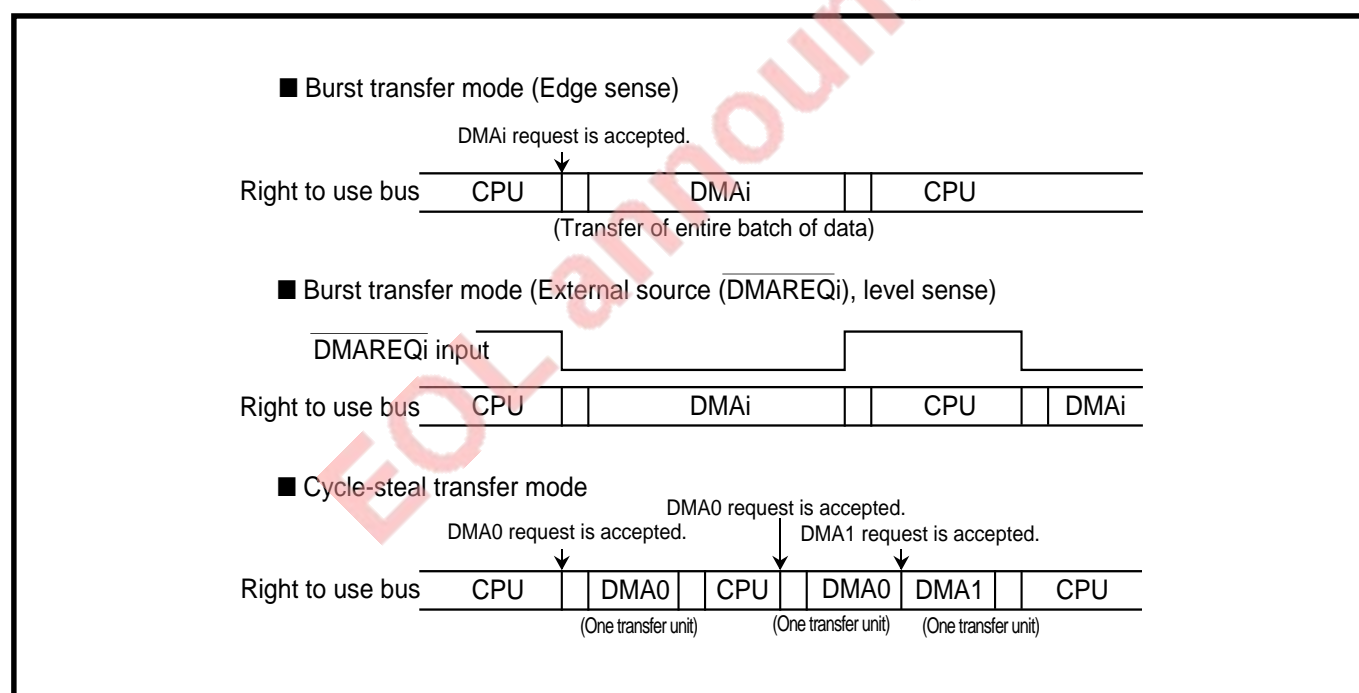 ■ Burst transfer mode (Edge sense)
DMAi request is accepted.
Right to use bus CPU DMAi CPU
(Transfer of entire batch of data)
■ Burst transfer mode (External source (DMAREQi), level sense)
DMAREQi input
Right to use bus CPU DMAi CPU DMAi
■ Cycle-steal transfer mode
DMA0 request is accepted.
DMA0 request is accepted. DMA1 request is accepted.
Right to use bus CPU DMA0 CPU DMA0 DMA1 CPU
(One transfer unit) (One transfer unit) (One transfer unit)
EOL announ